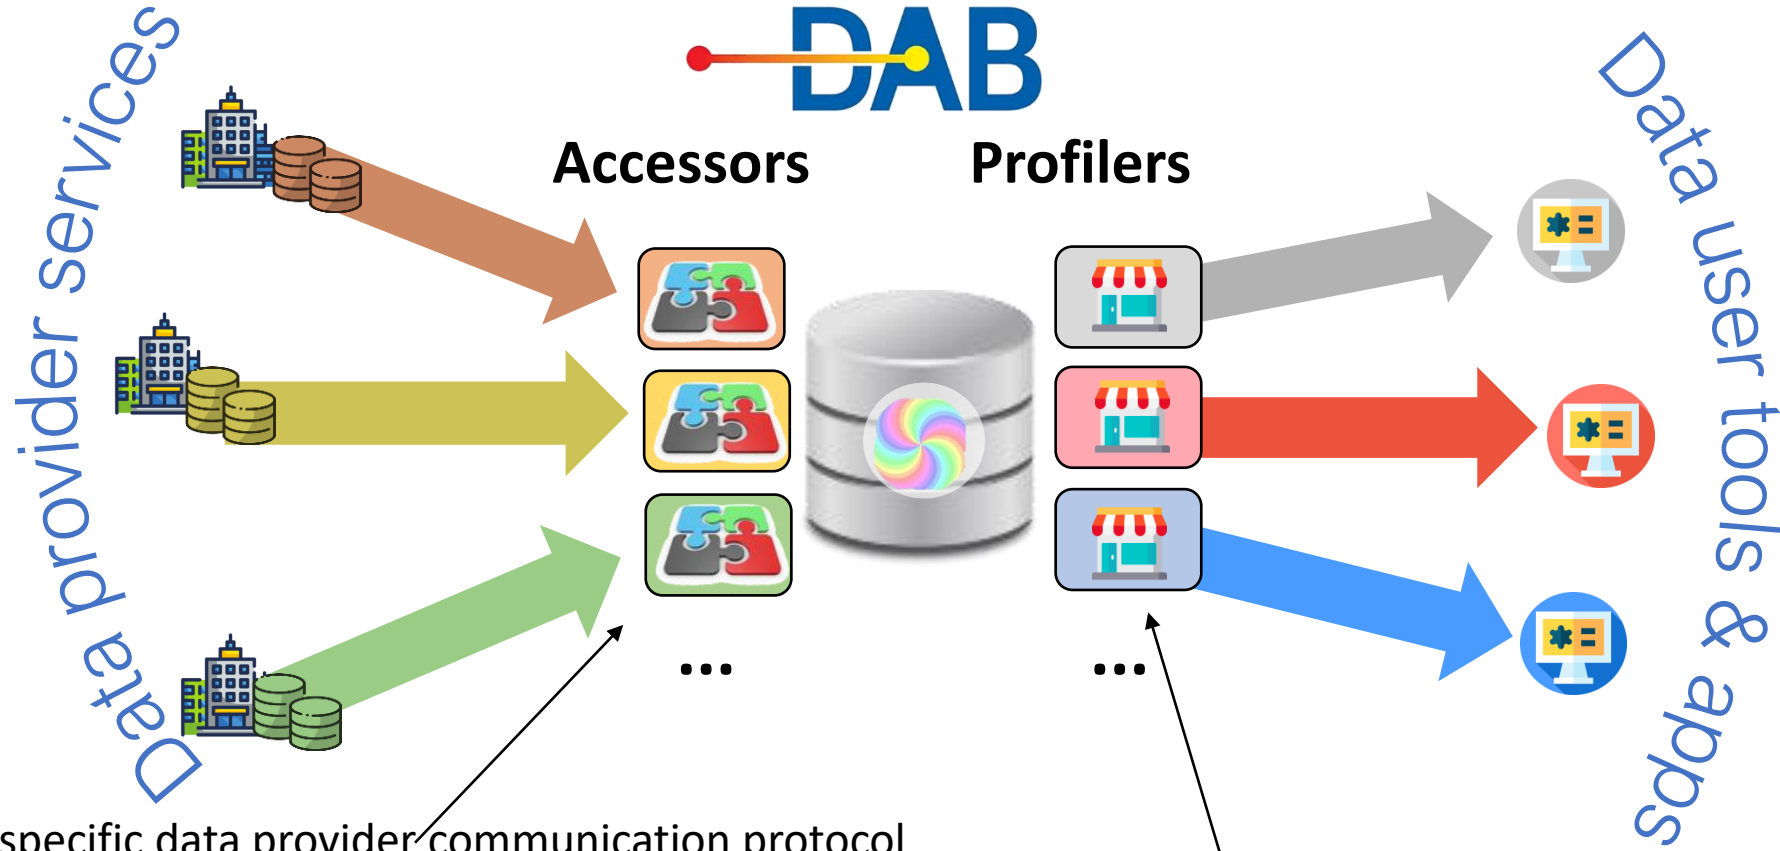 DAB
Data provider services
Accessors
Profilers
Data user tools & apps
...
...
specific data provider communication protocol